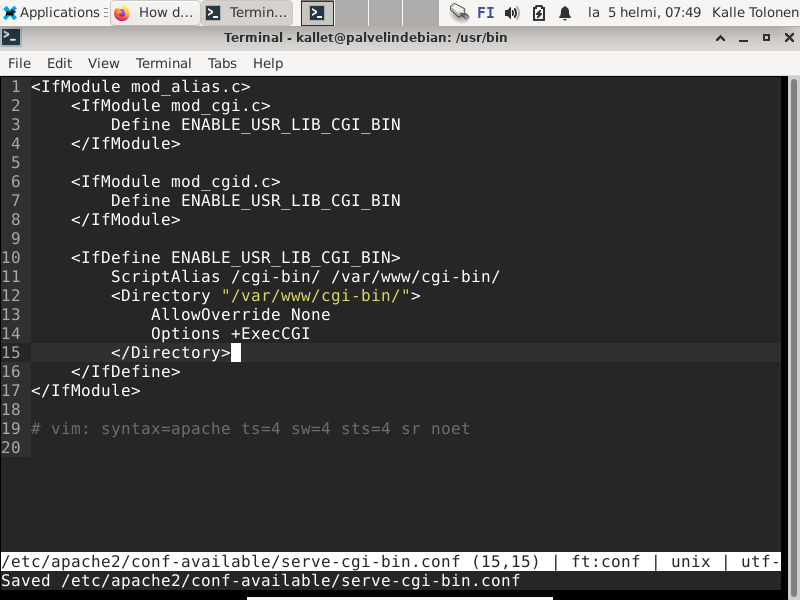 Applications How d... Termin... FI la 5 helmi, 07:49 Kalle Tolonen
Terminal - kallet@palvelindebian: /usr/bin
File Edit View Terminal Tabs Help
1 <IfModule mod_alias.c>
2     <IfModule mod_cgi.c>
3         Define ENABLE_USR_LIB_CGI_BIN
4     </IfModule>
5
6     <IfModule mod_cgid.c>
7         Define ENABLE_USR_LIB_CGI_BIN
8     </IfModule>
9
10     <IfDefine ENABLE_USR_LIB_CGI_BIN>
11         ScriptAlias /cgi-bin/ /var/www/cgi-bin/
12         <Directory "/var/www/cgi-bin/">
13             AllowOverride None
14             Options +ExecCGI
15         </Directory>
16     </IfDefine>
17 </IfModule>
18
19 # vim: syntax=apache ts=4 sw=4 sts=4 sr noet
20
/etc/apache2/conf-available/serve-cgi-bin.conf (15,15) | ft:conf | unix | utf-
Saved /etc/apache2/conf-available/serve-cgi-bin.conf